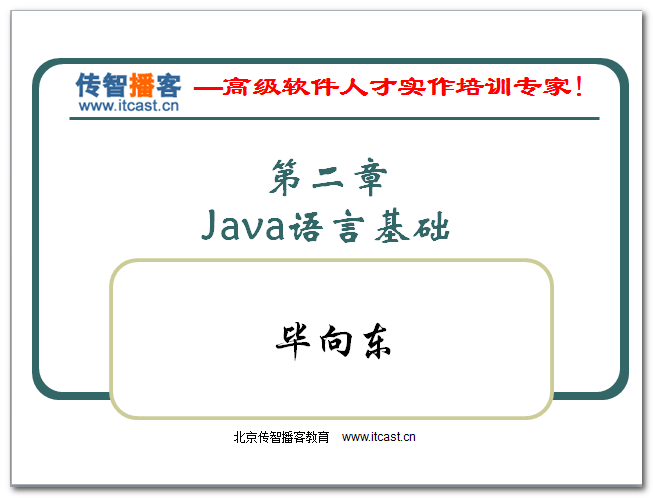 传智播客 —高级软件人才实作培训专家!
www.itcast.cn
第二章
Java语言基础
毕向东
北京传智播客教育 www.itcast.cn